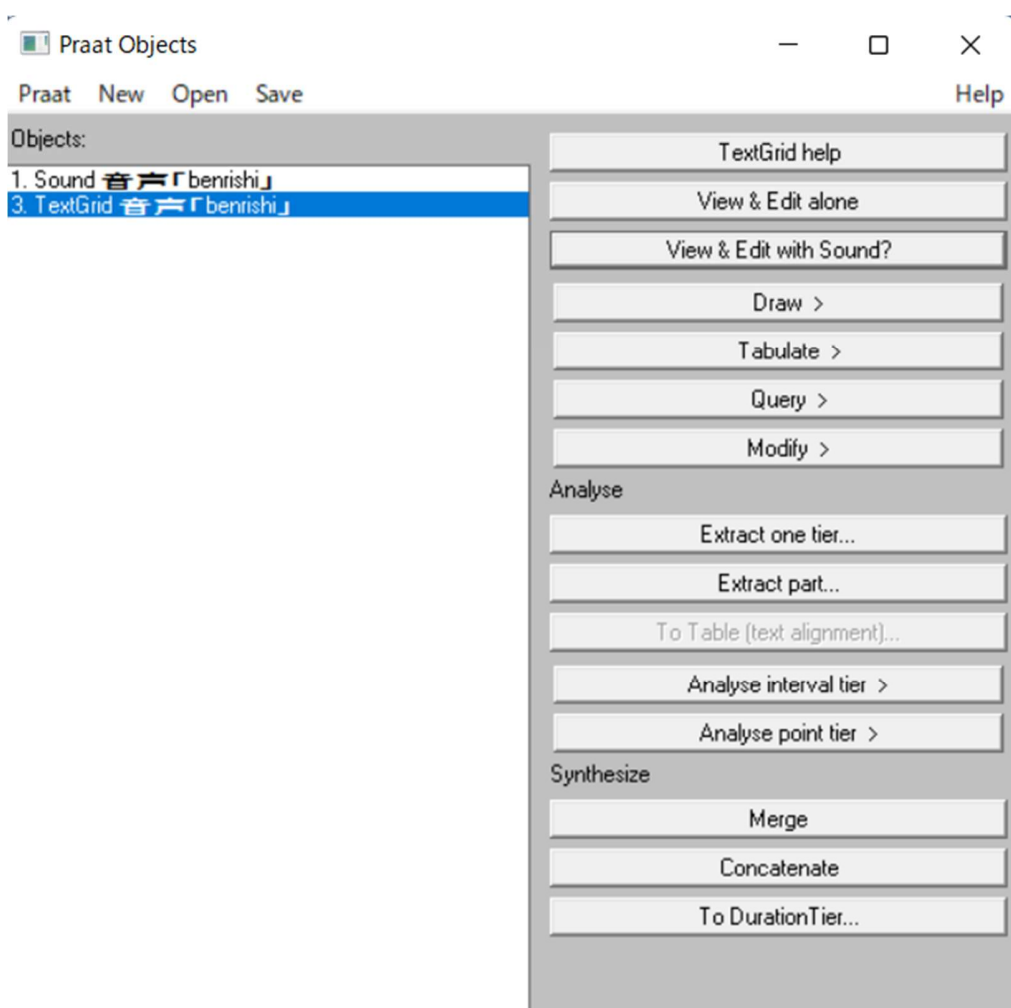 Praat Objects
Praat New Open Save Help
Objects:
1. Sound 音声「benrishi」
3. TextGrid 音声「benrishi」
TextGrid help
View & Edit alone
View & Edit with Sound?
Draw >
Tabulate >
Query >
Modify >
Analyse
Extract one tier...
Extract part...
To Table (text alignment)...
Analyse interval tier >
Analyse point tier >
Synthesize
Merge
Concatenate
To DurationTier...